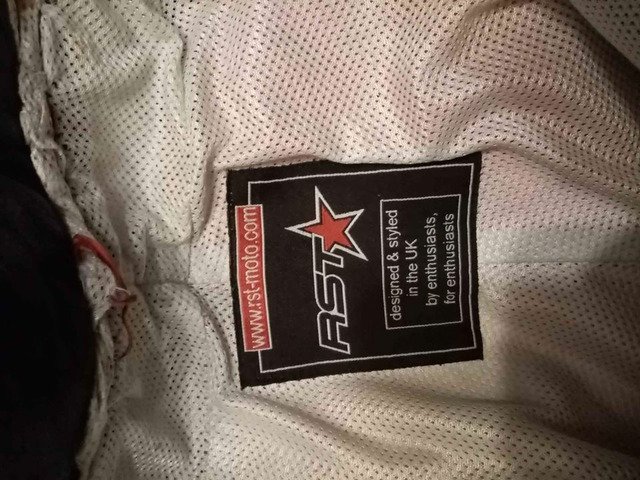 www.rst-moto.com
RST
designed & styled
in the UK
by enthusiasts,
for enthusiasts